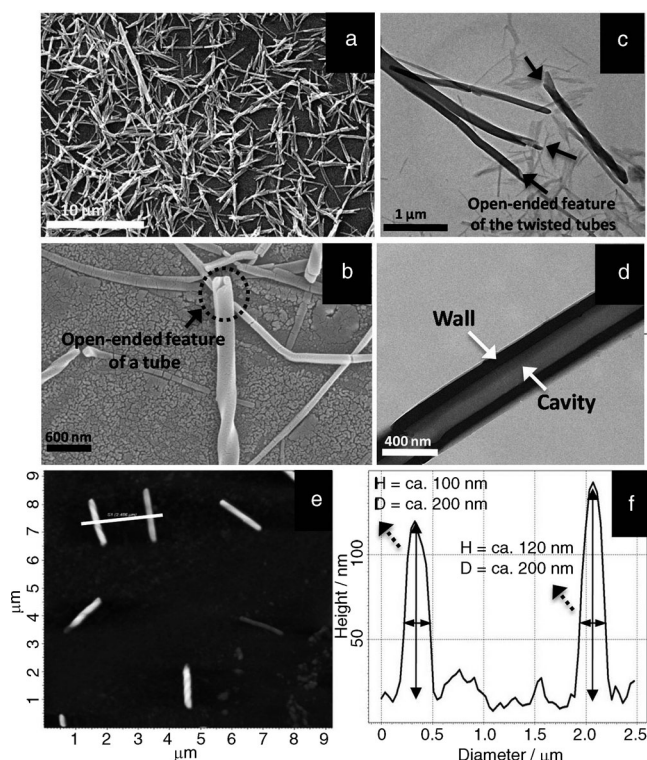 a
10 µm
c
Open-ended feature
of the twisted tubes
1 µm
b
Open-ended feature
of a tube
600 nm
d
Wall
Cavity
400 nm
e
9
8
7
6
5
4
3
2
1
µm
1 2 3 4 5 6 7 8 9
µm
f
H = ca. 100 nm
D = ca. 200 nm
H = ca. 120 nm
D = ca. 200 nm
Height / nm
100
50
0 0.5 1.0 1.5 2.0 2.5
Diameter / µm